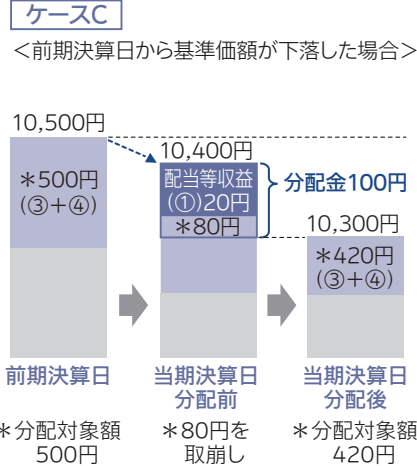 ケースC
<前期決算日から基準価額が下落した場合>
10,500円
10,400円
配当等収益
(①)20円
分配金100円
＊500円
(③+④)
＊80円
10,300円
＊420円
(③+④)
前期決算日
当期決算日
分配前
当期決算日
分配後
＊分配対象額
500円
＊80円を
取崩し
＊分配対象額
420円